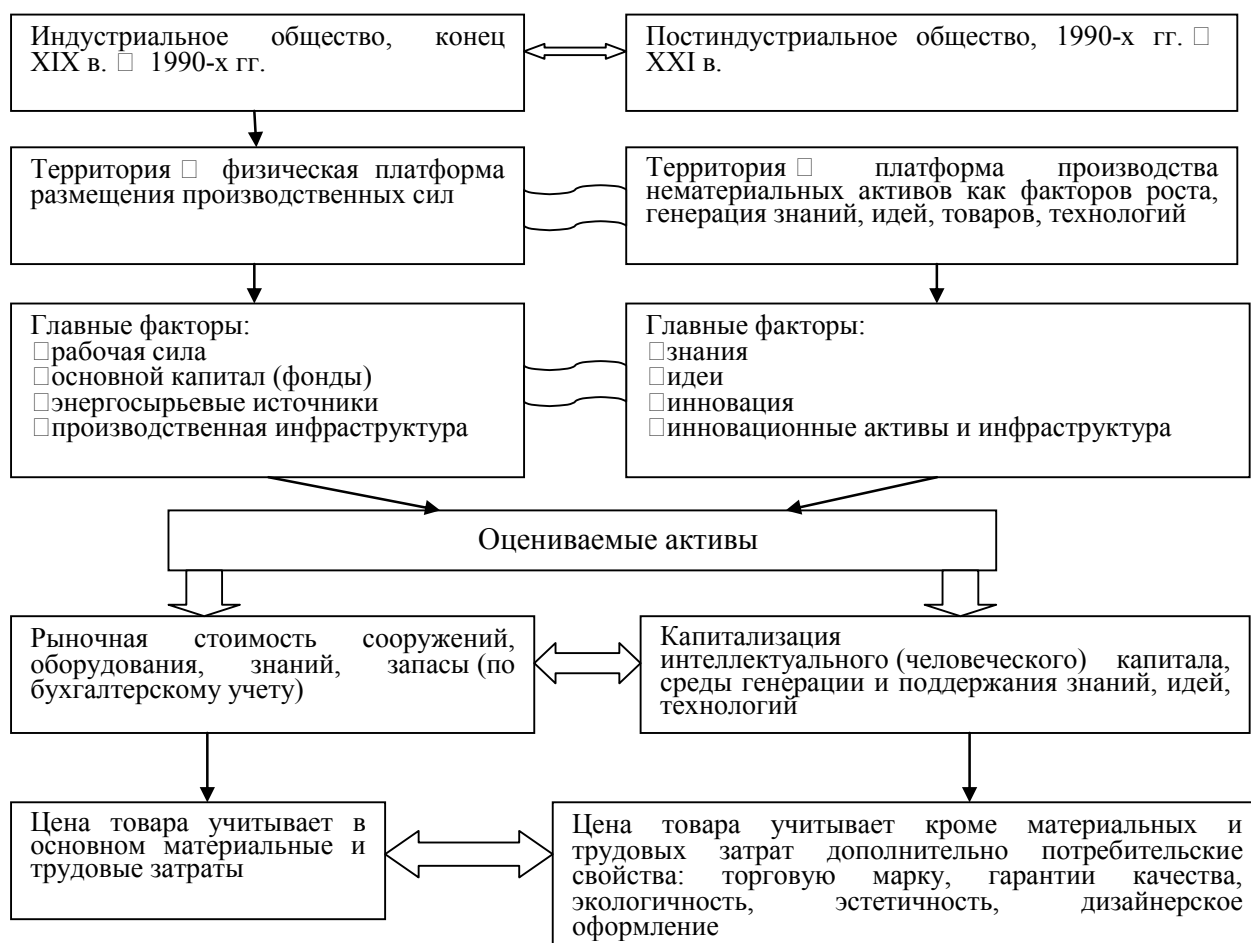 Индустриальное общество, конец
XIX в. □ 1990-х гг.
Постиндустриальное общество, 1990-х гг. □
XXI в.
Территория □ физическая платформа
размещения производственных сил
Территория □ платформа производства
нематериальных активов как факторов роста,
генерация знаний, идей, товаров, технологий
Главные факторы:
□рабочая сила
□основной капитал (фонды)
□энергосырьевые источники
□производственная инфраструктура
Главные факторы:
□знания
□идеи
□инновация
□инновационные активы и инфраструктура
Оцениваемые активы
Рыночная стоимость сооружений,
оборудования, знаний, запасы (по
бухгалтерскому учету)
Капитализация
интеллектуального (человеческого) капитала,
среды генерации и поддержания знаний, идей,
технологий
Цена товара учитывает в
основном материальные и
трудовые затраты
Цена товара учитывает кроме материальных и
трудовых затрат дополнительно потребительские
свойства: торговую марку, гарантии качества,
экологичность, эстетичность, дизайнерское
оформление